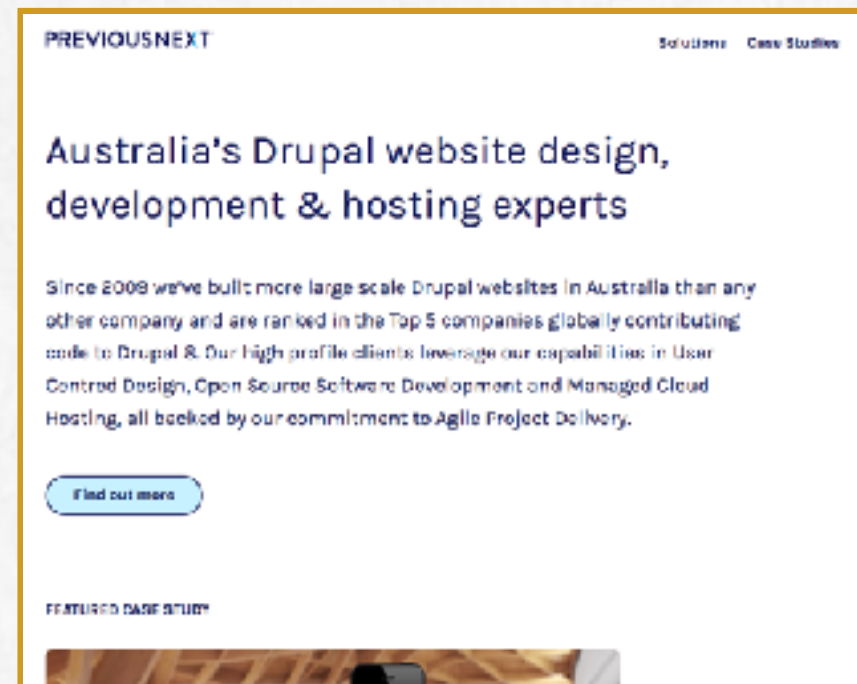 PREVIOUSNEXT
Solutions Case Studies
Australia's Drupal website design,
development & hosting experts
Since 2009 we've built more large scale Drupal websites in Australia than any
other company and are ranked in the Top 5 companies globally contributing
code to Drupal 8. Our high profile clients leverage our capabilities in User
Centred Design, Open Source Software Development and Managed Cloud
Hosting, all backed by our commitment to Agile Project Delivery.
Find out more
FEATURED CASE STUDY